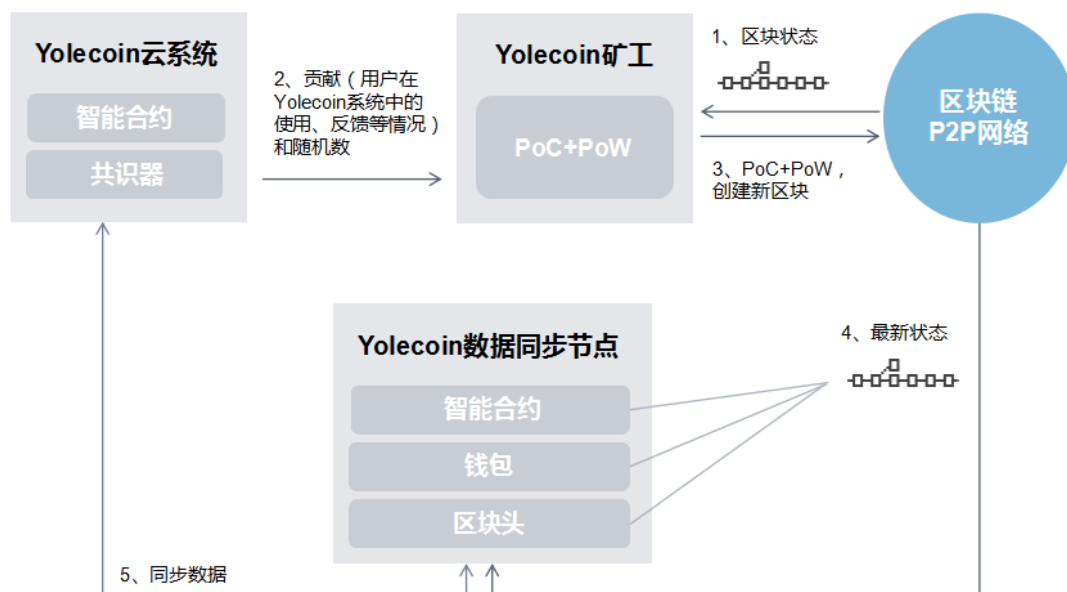 Yolecoin云系统
智能合约
共识器
2、贡献（用户在
Yolecoin系统中的
使用、反馈等情况）
和随机数
Yolecoin矿工
PoC+PoW
1、区块状态
3、PoC+PoW，
创建新区块
区块链
P2P网络
Yolecoin数据同步节点
智能合约
钱包
区块头
4、最新状态
5、同步数据